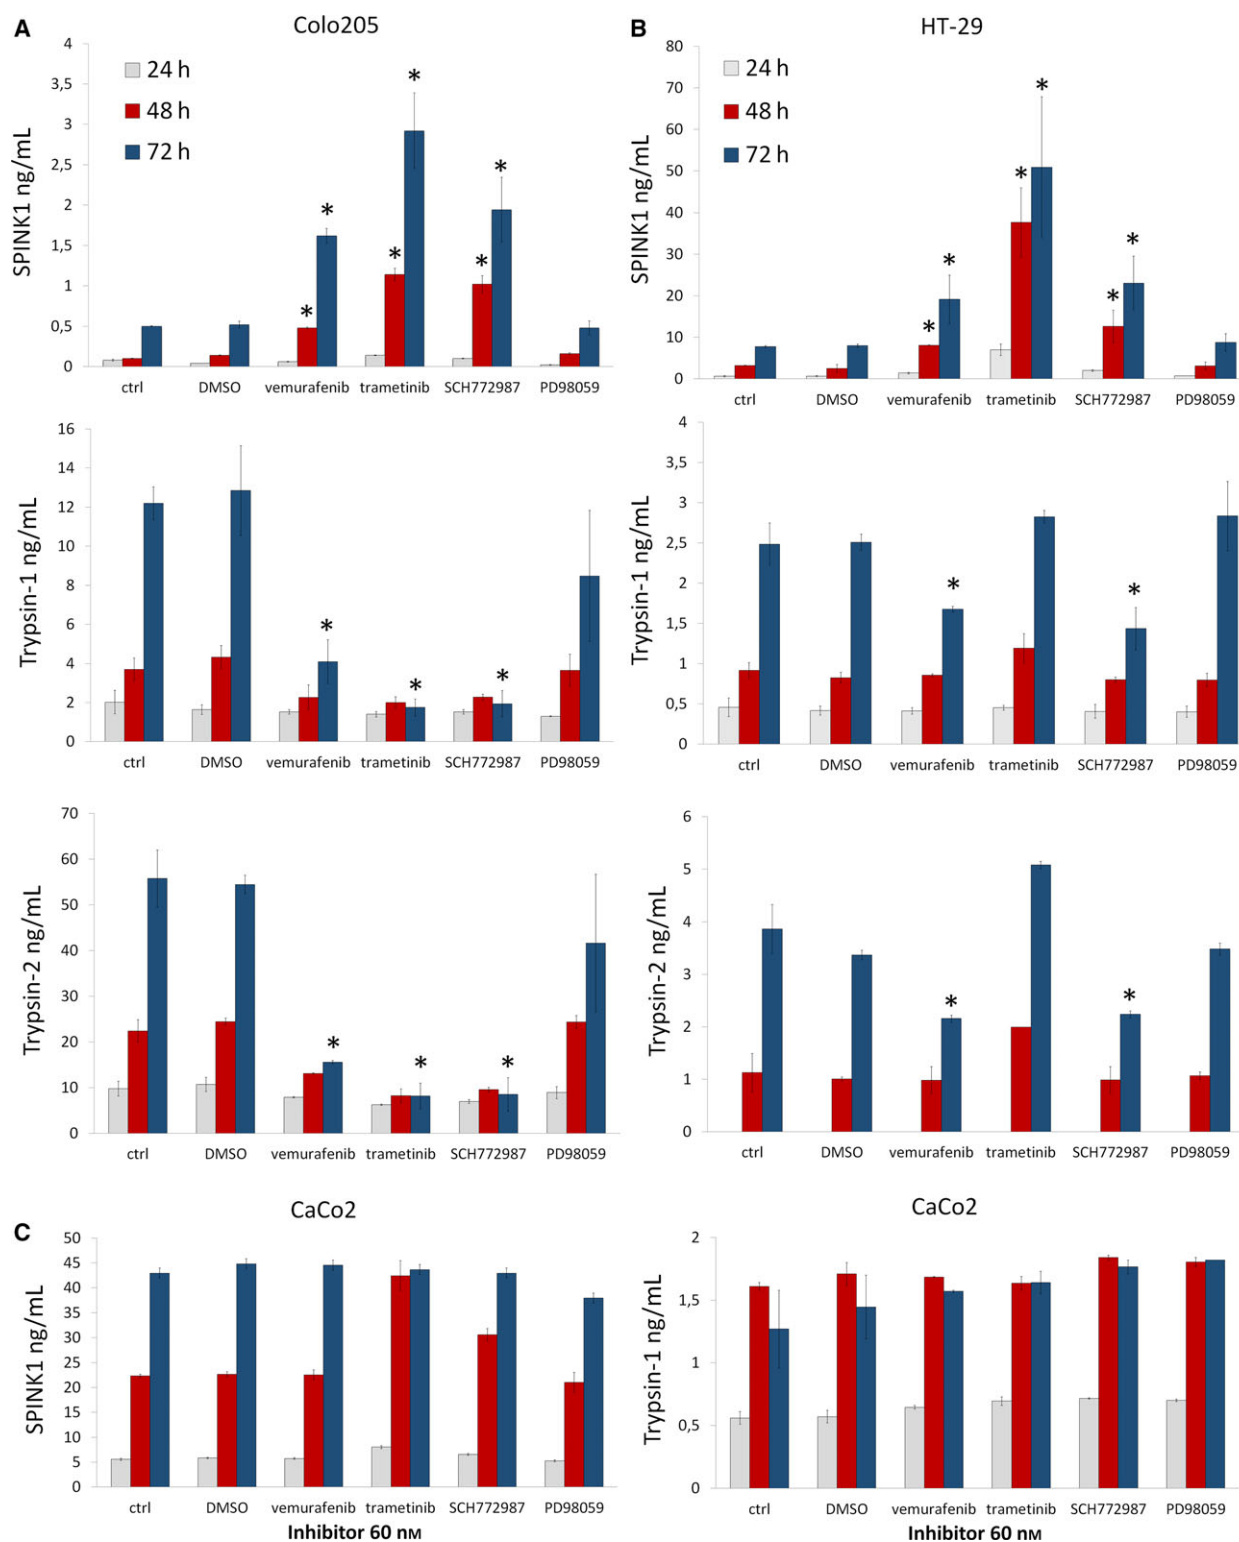 A
Colo205
24 h
48 h
72 h
SPINK1 ng/mL
4
3,5
3
2,5
2
1,5
1
0,5
0
* * * * * *
ctrl DMSO vemurafenib trametinib SCH772987 PD98059
B
HT-29
24 h
48 h
72 h
SPINK1 ng/mL
80
70
60
50
40
30
20
10
0
* * * * * *
ctrl DMSO vemurafenib trametinib SCH772987 PD98059
Trypsin-1 ng/mL
16
14
12
10
8
6
4
2
0
* * *
ctrl DMSO vemurafenib trametinib SCH772987 PD98059
Trypsin-1 ng/mL
4
3,5
3
2,5
2
1,5
1
0,5
0
* *
ctrl DMSO vemurafenib trametinib SCH772987 PD98059
Trypsin-2 ng/mL
70
60
50
40
30
20
10
0
* * *
ctrl DMSO vemurafenib trametinib SCH772987 PD98059
Trypsin-2 ng/mL
6
5
4
3
2
1
0
* *
ctrl DMSO vemurafenib trametinib SCH772987 PD98059
C
CaCo2
SPINK1 ng/mL
50
45
40
35
30
25
20
15
10
5
0
ctrl DMSO vemurafenib trametinib SCH772987 PD98059
Inhibitor 60 nM
CaCo2
Trypsin-1 ng/mL
2
1,5
1
0,5
0
ctrl DMSO vemurafenib trametinib SCH772987 PD98059
Inhibitor 60 nM